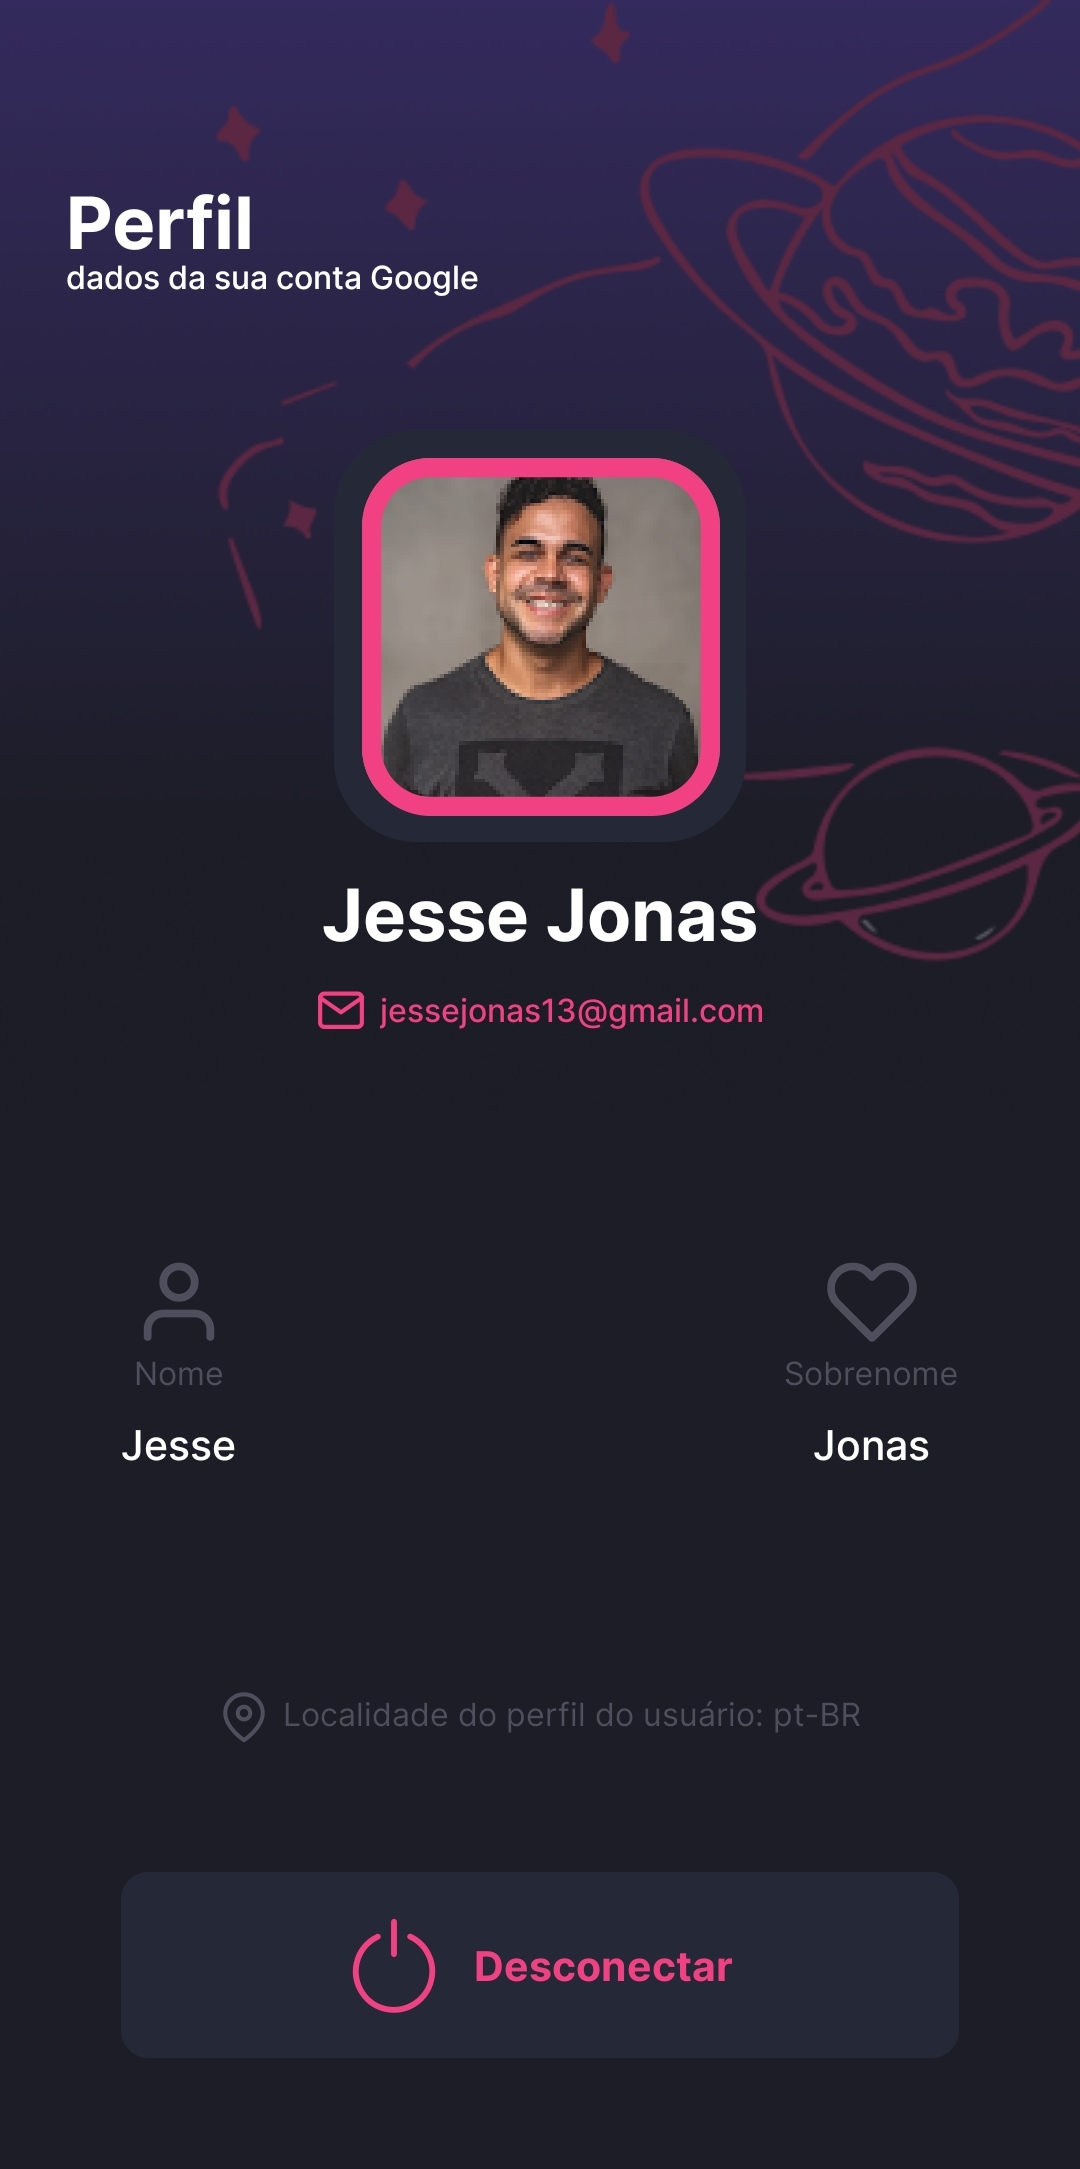 Perfil
dados da sua conta Google
Jesse Jonas
jessejonas13@gmail.com
Nome
Sobrenome
Jesse
Jonas
Localidade do perfil do usuário: pt-BR
Desconectar